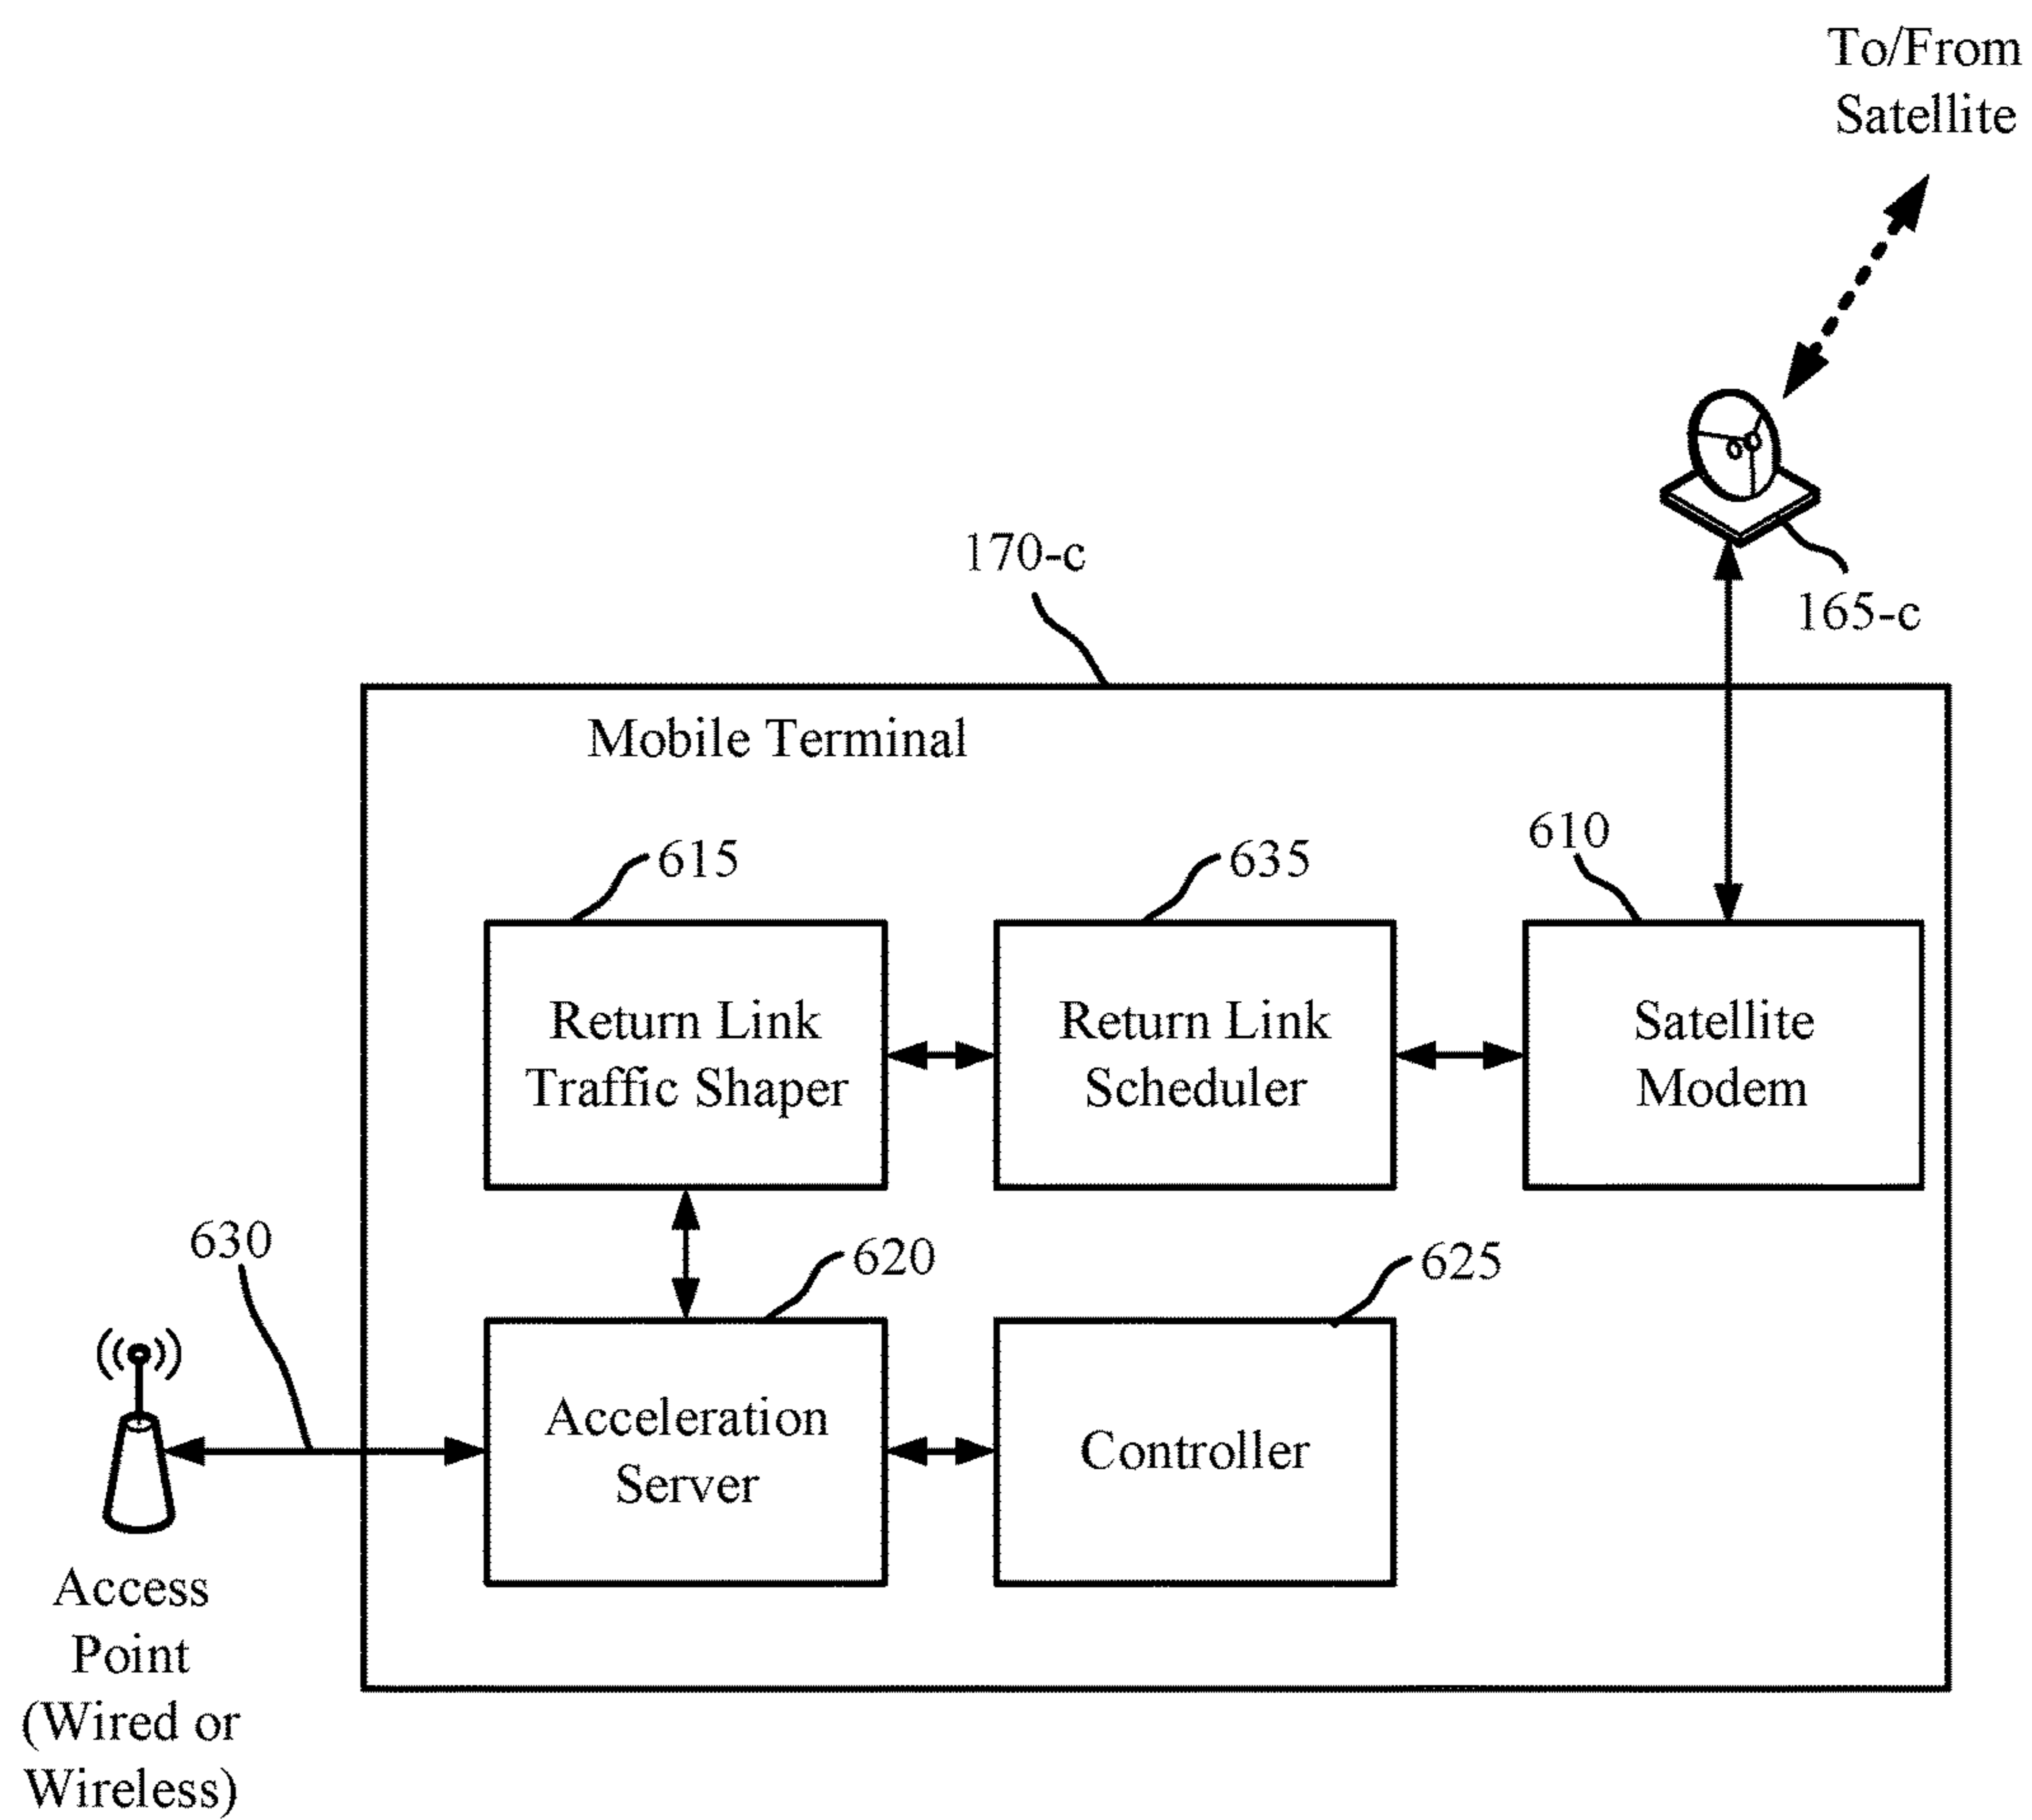 To/From
Satellite
170-c
165-c
Mobile Terminal
615
635
610
Return Link
Traffic Shaper
Return Link
Scheduler
Satellite
Modem
630
620
625
Acceleration
Server
Controller
Access
Point
(Wired or
Wireless)